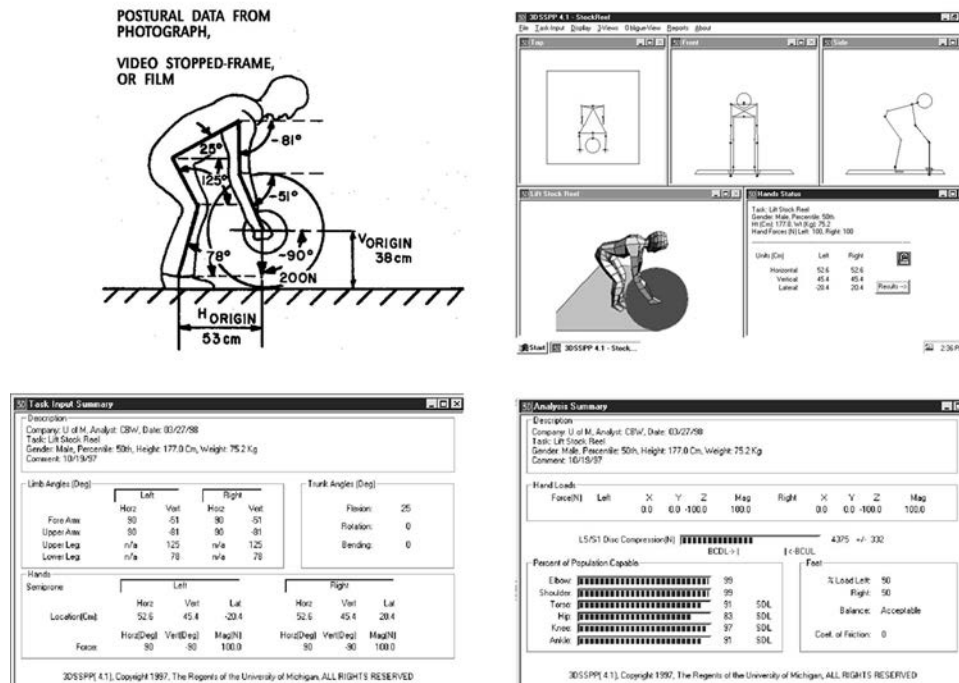 POSTURAL DATA FROM
PHOTOGRAPH,
VIDEO STOPPED-FRAME,
OR FILM
-81°
25°
125°
-51°
78°
-90°
200N
VORIGIN
38cm
HORIGIN
53cm
3DSSPP 4.1 - StockReel
File Task-Input Display 3-Views ObliqueView Reports About
Top
Front
Side
Lift Stock Reel
Hands Status
Task: Lift Stock Reel
Gender: Male, Percentile: 50th
Ht (Cm): 177.0, Wt (Kg): 75.2
Hand Forces (N) Left: 100, Right: 100
Units (Cm) Left Right
Horizontal 52.6 52.6
Vertical 45.4 45.4
Lateral -20.4 20.4
Results -->
Start 3DSSPP 4.1 - Stock...
2:36 P
Task Input Summary
Description
Company: U of M, Analyst: CBW, Date: 03/27/98
Task: Lift Stock Reel
Gender: Male, Percentile: 50th, Height: 177.0 Cm, Weight: 75.2 Kg
Comment: 10/19/97
Limb Angles (Deg)
Left Right
Horz Vert Horz Vert
Fore Arm: 90 -51 90 -51
Upper Arm: 90 -81 90 -81
Upper Leg: n/a 125 n/a 125
Lower Leg: n/a 78 n/a 78
Trunk Angles (Deg)
Flexion: 25
Rotation: 0
Bending: 0
Hands
Semiprone
Left Right
Horz Vert Lat Horz Vert Lat
Location(Cm): 52.6 45.4 -20.4 52.6 45.4 20.4
Horz(Deg) Vert(Deg) Mag(N) Horz(Deg) Vert(Deg) Mag(N)
Force: 90 -90 100.0 90 -90 100.0
3DSSPP( 4.1), Copyright 1997, The Regents of the University of Michigan, ALL RIGHTS RESERVED
Analysis Summary
Description
Company: U of M, Analyst: CBW, Date: 03/27/98
Task: Lift Stock Reel
Gender: Male, Percentile: 50th, Height: 177.0 Cm, Weight: 75.2 Kg
Comment: 10/19/97
Hand Loads
Force(N) Left X Y Z Mag Right X Y Z Mag
0.0 0.0 -100.0 100.0 0.0 0.0 -100.0 100.0
L5/S1 Disc Compression(N) 4375 +/- 332
BCDL->| |<-BCUL
Percent of Population Capable
Elbow: 99
Shoulder: 99
Torso: 91 SDL
Hip: 83 SDL
Knee: 97 SDL
Ankle: 91 SDL
Feet
% Load Left: 50
Right: 50
Balance: Acceptable
Coef. of Friction: 0
3DSSPP( 4.1), Copyright 1997, The Regents of the University of Michigan, ALL RIGHTS RESERVED